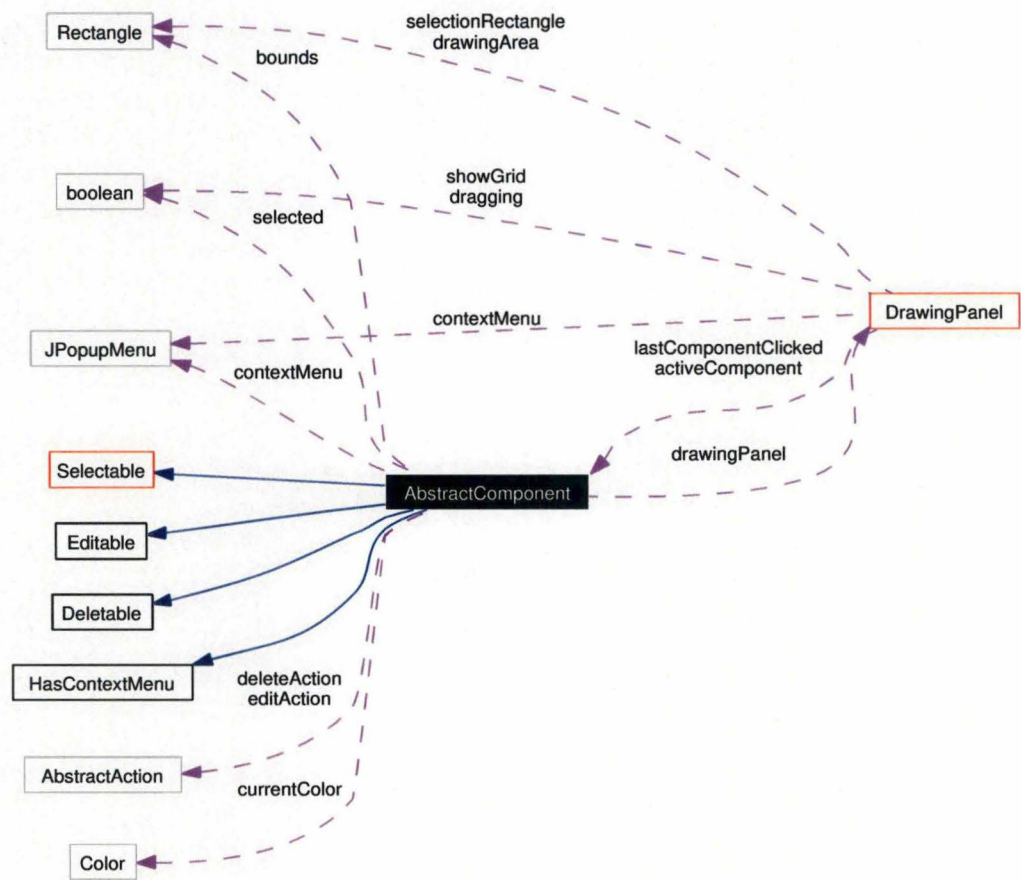 Rectangle
selectionRectangle
drawingArea
bounds
boolean
showGrid
dragging
selected
DrawingPanel
JPopupMenu
contextMenu
lastComponentClicked
activeComponent
contextMenu
drawingPanel
Selectable
AbstractComponent
Editable
Deletable
HasContextMenu
deleteAction
editAction
AbstractAction
currentColor
Color